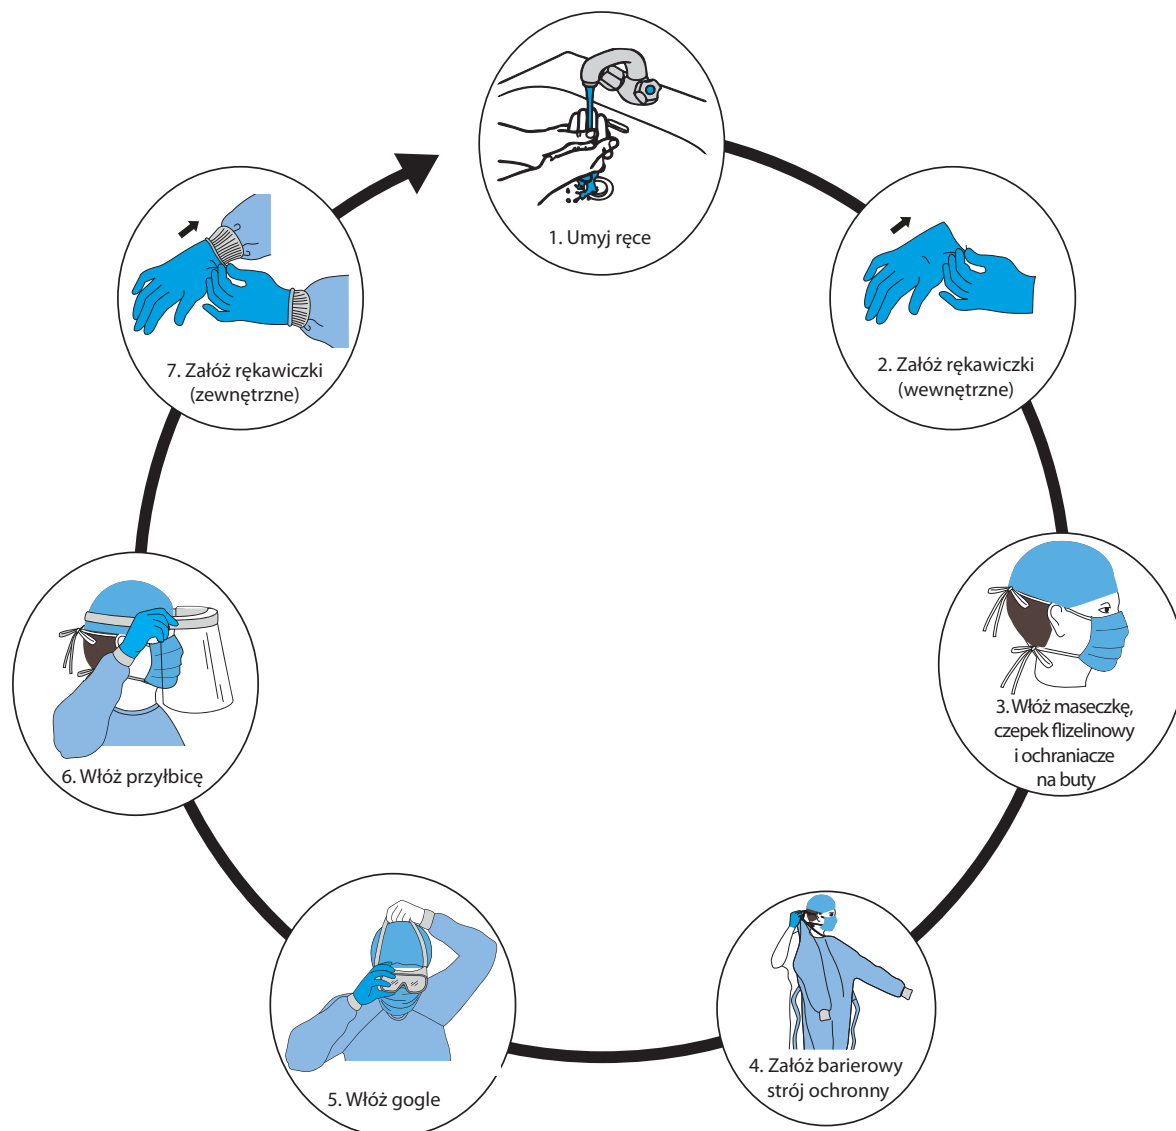 1. Umyj ręce
2. Załóż rękawiczki
(wewnętrzne)
3. Włóż maseczkę,
czepek flizelinowy
i ochraniacze
na buty
4. Załóż barierowy
strój ochronny
5. Włóż gogle
6. Włóż przyłbicę
7. Załóż rękawiczki
(zewnętrzne)